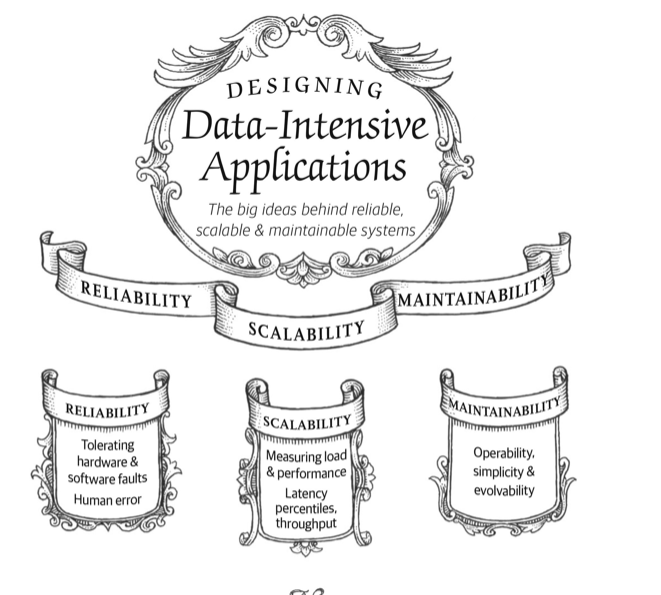 DESIGNING
Data-Intensive
Applications
The big ideas behind reliable,
scalable & maintainable systems
RELIABILITY
SCALABILITY
MAINTAINABILITY
RELIABILITY
Tolerating
hardware &
software faults
Human error
SCALABILITY
Measuring load
& performance
Latency
percentiles,
throughput
MAINTAINABILITY
Operability,
simplicity &
evolvability